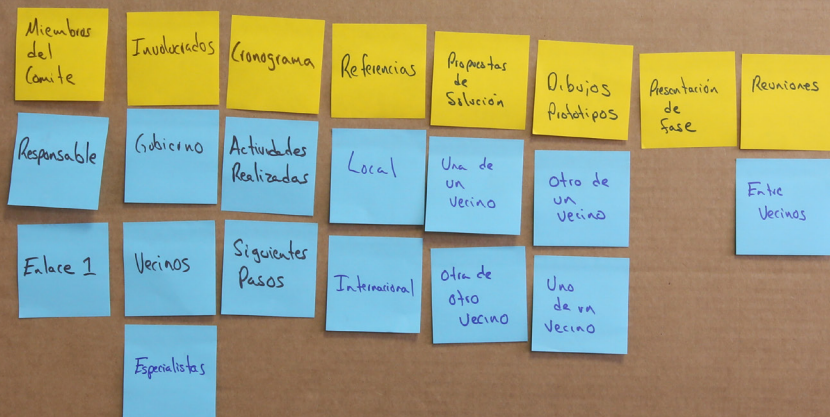 Miembros
del
Comite
Involucrados
Cronograma
Referencias
Propuestas
de
Solución
Dibujos
Prototipos
Presentación
de
fase
Reuniones
Responsable
Gobierno
Actividades
Realizadas
Local
Una de
un
vecino
Otro de
un
vecino
Entre
Vecinos
Enlace 1
Vecinos
Siguientes
Pasos
Internacional
Otra de
otro
vecino
Uno
de un
vecino
Especialistas